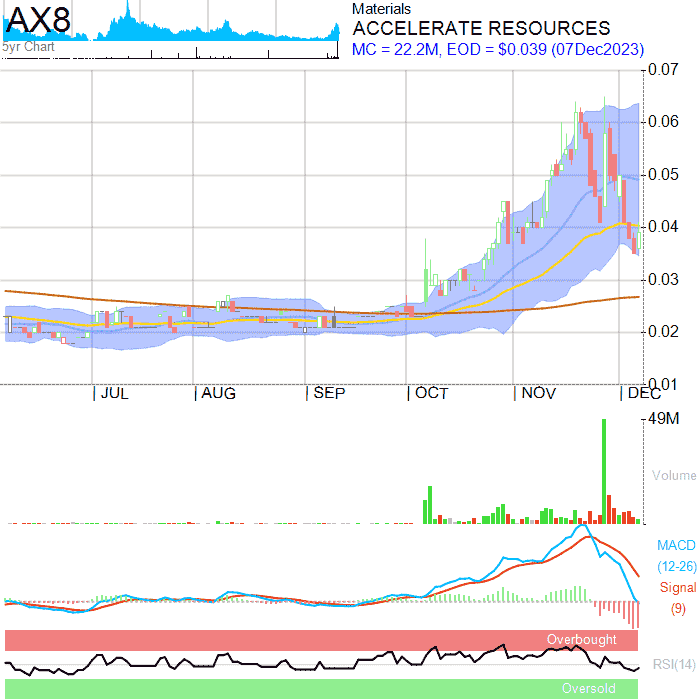 AX8
5yr Chart
Materials
ACCELERATE RESOURCES
MC = 22.2M, EOD = $0.039 (07Dec2023)
0.07
0.06
0.05
0.04
0.03
0.02
0.01
JUL AUG SEP OCT NOV DEC
49M
Volume
MACD
(12-26)
Signal
(9)
Overbought
RSI(14)
Oversold